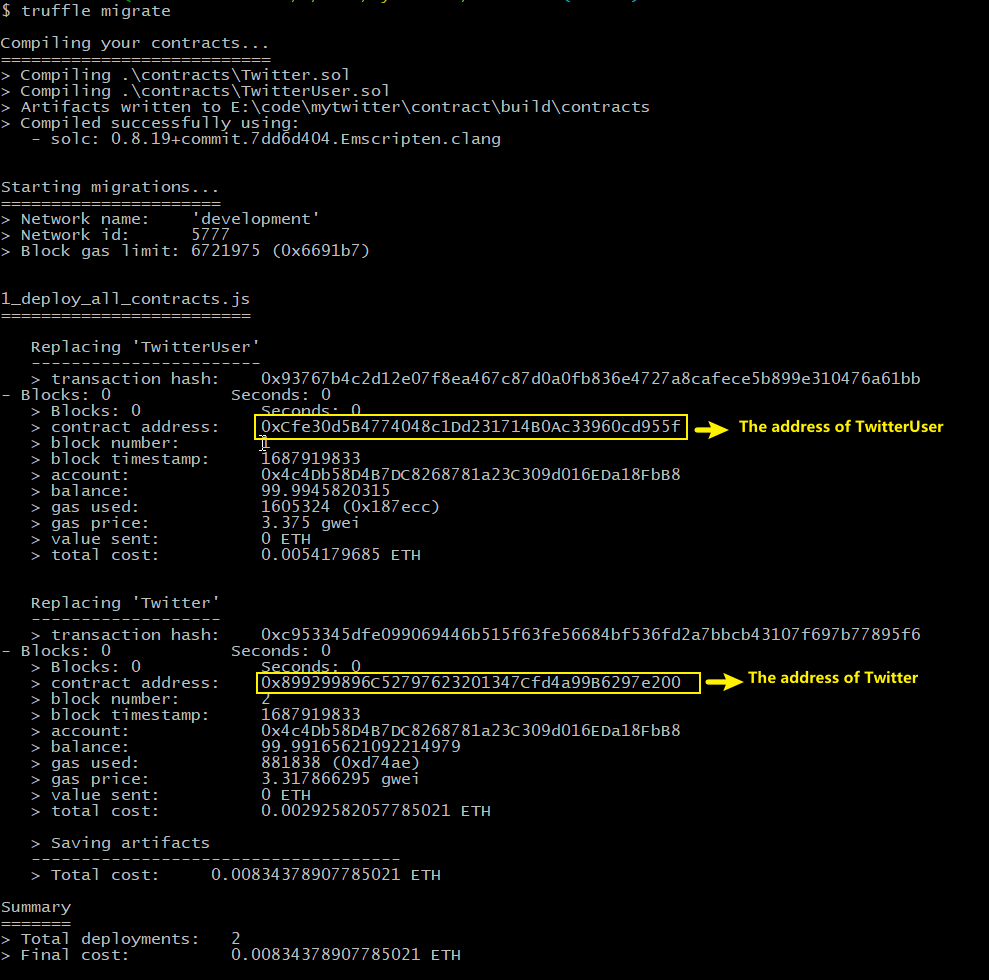 $ truffle migrate
Compiling your contracts...
===========================
> Compiling .\contracts\Twitter.sol
> Compiling .\contracts\TwitterUser.sol
> Artifacts written to E:\code\mytwitter\contract\build\contracts
> Compiled successfully using:
- solc: 0.8.19+commit.7dd6d404.Emscripten.clang
Starting migrations...
======================
> Network name: 'development'
> Network id: 5777
> Block gas limit: 6721975 (0x6691b7)
1_deploy_all_contracts.js
=========================
Replacing 'TwitterUser'
-----------------------
> transaction hash: 0x93767b4c2d12e07f8ea467c87d0a0fb836e4727a8cafece5b899e310476a61bb
- Blocks: 0 Seconds: 0
> Blocks: 0 Seconds: 0
> contract address: 0xCfe30d5B4774048c1Dd231714B0Ac33960cd955f The address of TwitterUser
> block number: 1
> block timestamp: 1687919833
> account: 0x4c4Db58D4B7DC8268781a23C309d016EDa18FbB8
> balance: 99.9945820315
> gas used: 1605324 (0x187ecc)
> gas price: 3.375 gwei
> value sent: 0 ETH
> total cost: 0.0054179685 ETH
Replacing 'Twitter'
-------------------
> transaction hash: 0xc953345dfe099069446b515f63fe56684bf536fd2a7bbcb43107f697b77895f6
- Blocks: 0 Seconds: 0
> Blocks: 0 Seconds: 0
> contract address: 0x899299896C52797623201347Cfd4a99B6297e200 The address of Twitter
> block number: 2
> block timestamp: 1687919833
> account: 0x4c4Db58D4B7DC8268781a23C309d016EDa18FbB8
> balance: 99.99165621092214979
> gas used: 881838 (0xd74ae)
> gas price: 3.317866295 gwei
> value sent: 0 ETH
> total cost: 0.00292582057785021 ETH
> Saving artifacts
-------------------------------------
> Total cost: 0.00834378907785021 ETH
Summary
=======
> Total deployments: 2
> Final cost: 0.00834378907785021 ETH